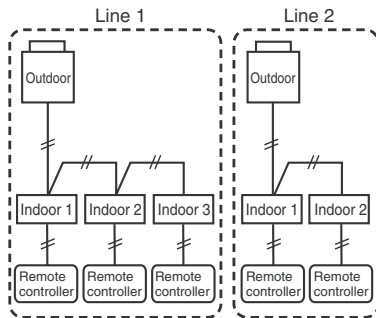 Line 1
Outdoor
Indoor 1
Indoor 2
Indoor 3
Remote
controller
Remote
controller
Remote
controller
Line 2
Outdoor
Indoor 1
Indoor 2
Remote
controller
Remote
controller